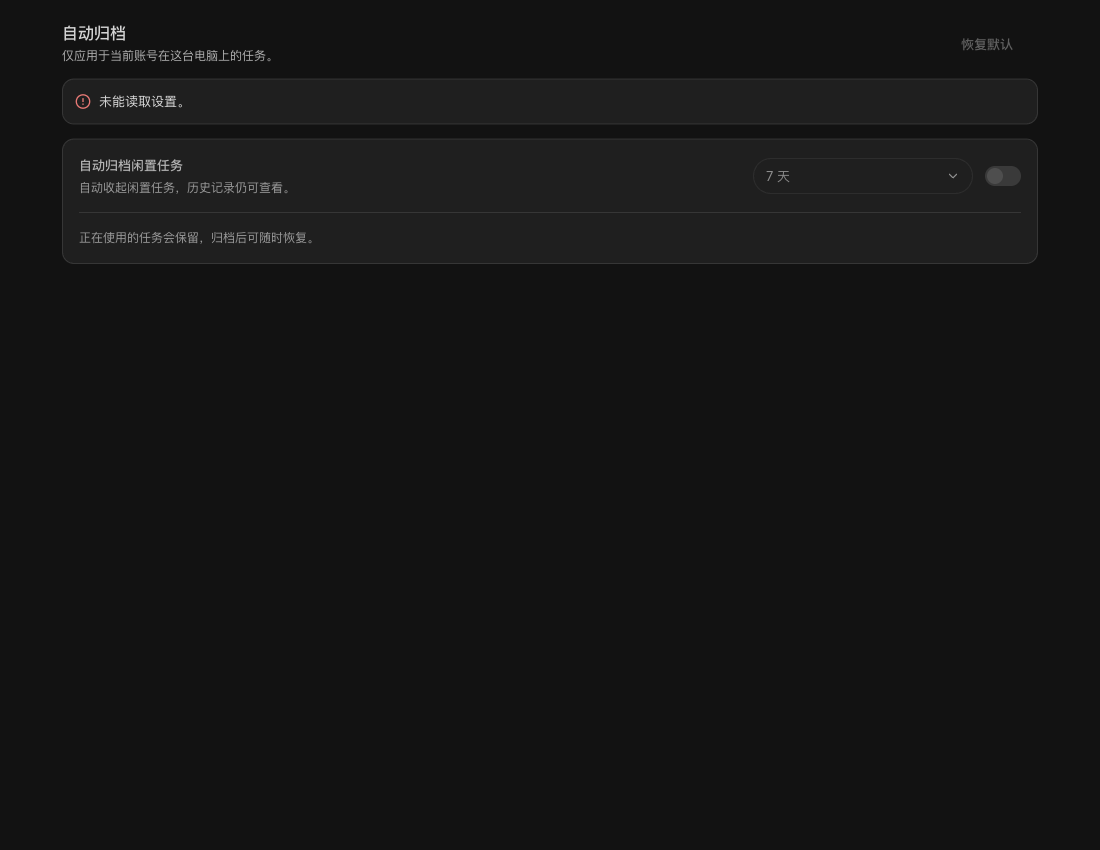 自动归档
仅应用于当前账号在这台电脑上的任务。
恢复默认
未能读取设置。
自动归档闲置任务
自动收起闲置任务，历史记录仍可查看。
7 天
正在使用的任务会保留，归档后可随时恢复。